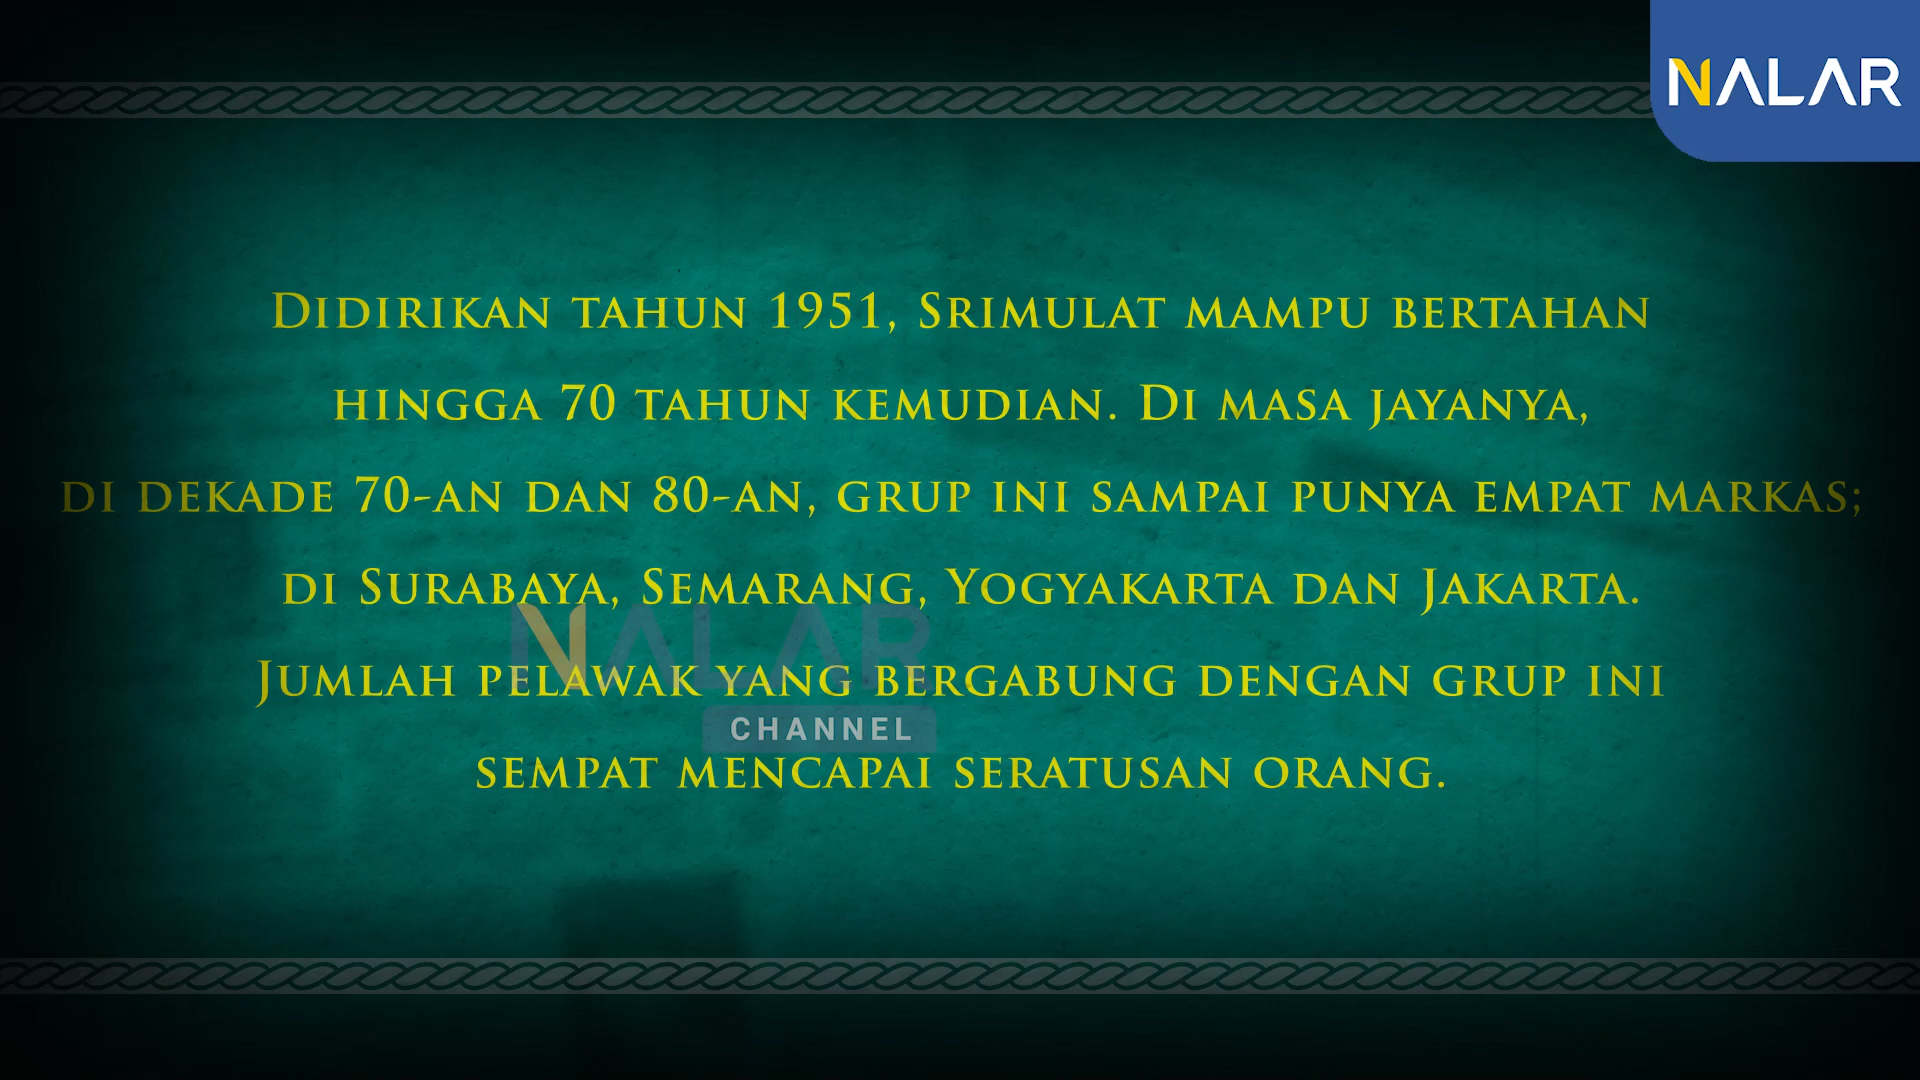 NALAR
Didirikan tahun 1951, Srimulat mampu bertahan
hingga 70 tahun kemudian. Di masa jayanya,
di dekade 70-an dan 80-an, grup ini sampai punya empat markas;
di Surabaya, Semarang, Yogyakarta dan Jakarta.
NALAR
Jumlah pelawak yang bergabung dengan grup ini
CHANNEL
sempat mencapai seratusan orang.